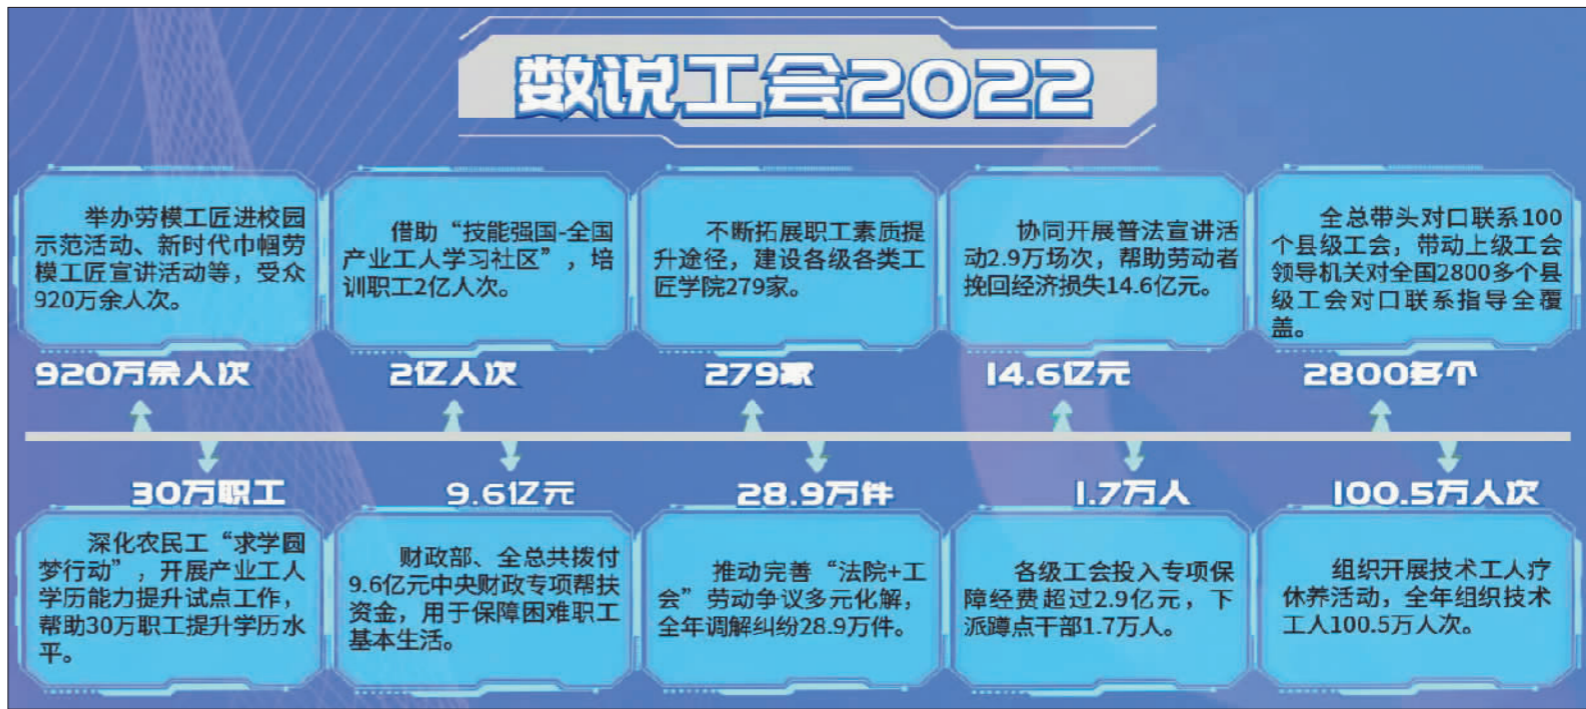 数说工会2022
举办劳模工匠进校园
示范活动、新时代巾帼劳
模工匠宣讲活动等，受众
920万余人次。
920万余人次
借助“技能强国-全国
产业工人学习社区”，培
训职工2亿人次。
2亿人次
不断拓展职工素质提
升途径，建设各级各类工
匠学院279家。
279家
协同开展普法宣讲活
动2.9万场次，帮助劳动者
挽回经济损失14.6亿元。
14.6亿元
全总带头对口联系100
个县级工会，带动上级工会
领导机关对全国2800多个县
级工会对口联系指导全覆
盖。
2800多个
30万职工
深化农民工“求学圆
梦行动”，开展产业工人
学历能力提升试点工作，
帮助30万职工提升学历水
平。
9.6亿元
财政部、全总共拨付
9.6亿元中央财政专项帮扶
资金，用于保障困难职工
基本生活。
28.9万件
推动完善“法院+工
会”劳动争议多元化解，
全年调解纠纷28.9万件。
1.7万人
各级工会投入专项保
障经费超过2.9亿元，下
派蹲点干部1.7万人。
100.5万人次
组织开展技术工人疗
休养活动，全年组织技术
工人100.5万人次。